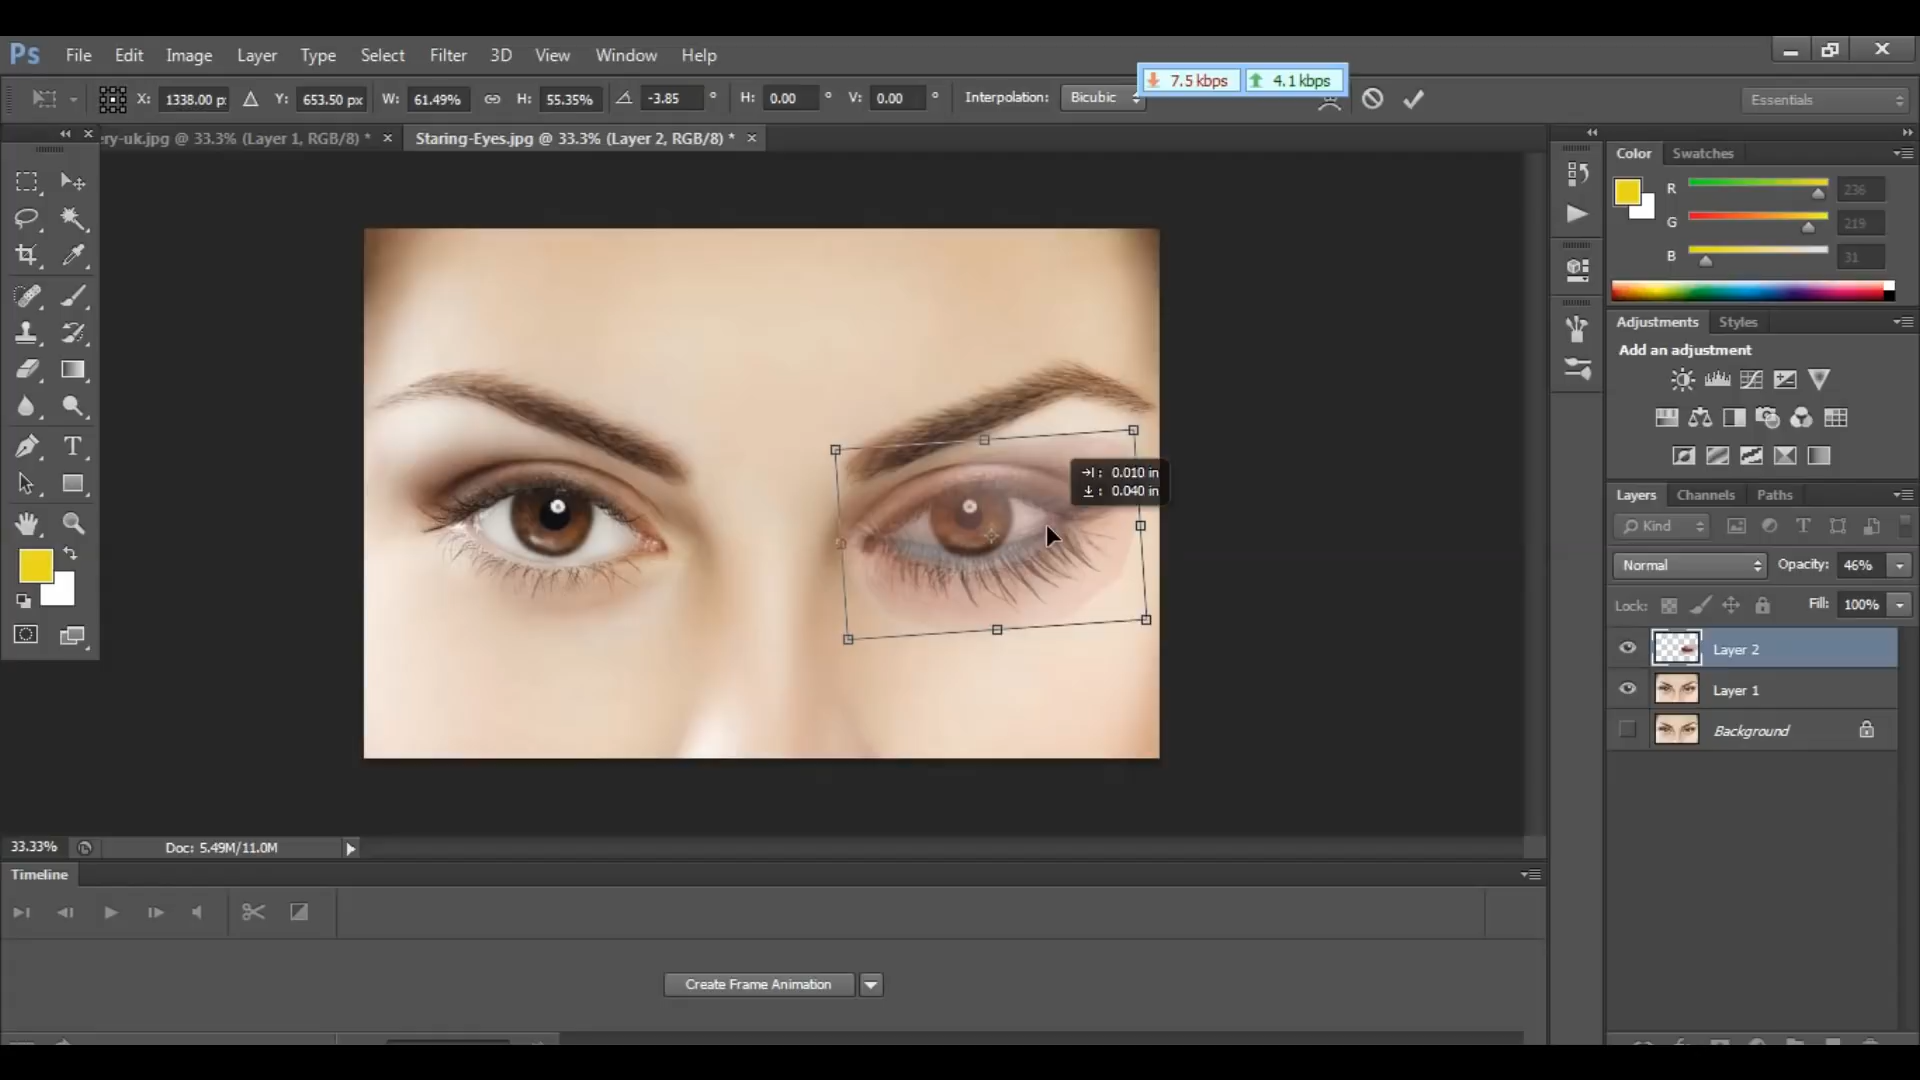 Ps File Edit Image Layer Type Select Filter 3D View Window Help
7.5 kbps 4.1 kbps
X: 1338.00 p Y: 653.50 px W: 61.49% H: 55.35% -3.85 ° H: 0.00 ° V: 0.00 ° Interpolation: Bicubic
Essentials
ery-uk.jpg @ 33.3% (Layer 1, RGB/8) * ×
Staring-Eyes.jpg @ 33.3% (Layer 2, RGB/8) * ×
Color Swatches
R 236
G 219
B 31
Adjustments Styles
Add an adjustment
Layers Channels Paths
Kind
Normal Opacity: 46%
Lock: Fill: 100%
Layer 2
Layer 1
Background
T
0.010 in
0.040 in
33.33% Doc: 5.49M/11.0M
Timeline
Create Frame Animation